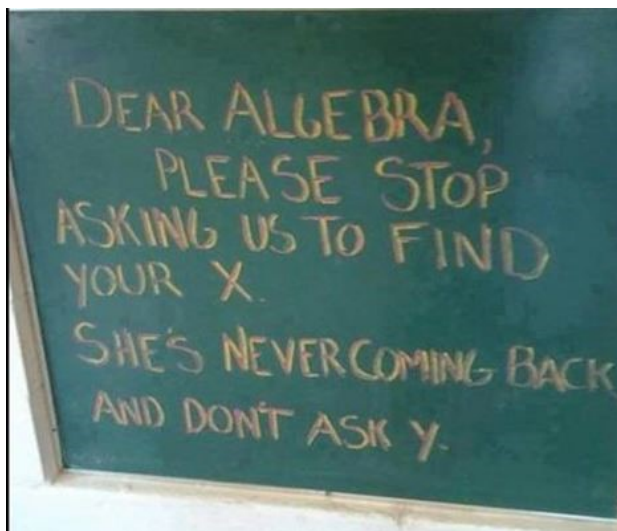 DEAR ALGEBRA,
PLEASE STOP
ASKING US TO FIND
YOUR X.
SHE'S NEVER COMING BACK
AND DON'T ASK Y.